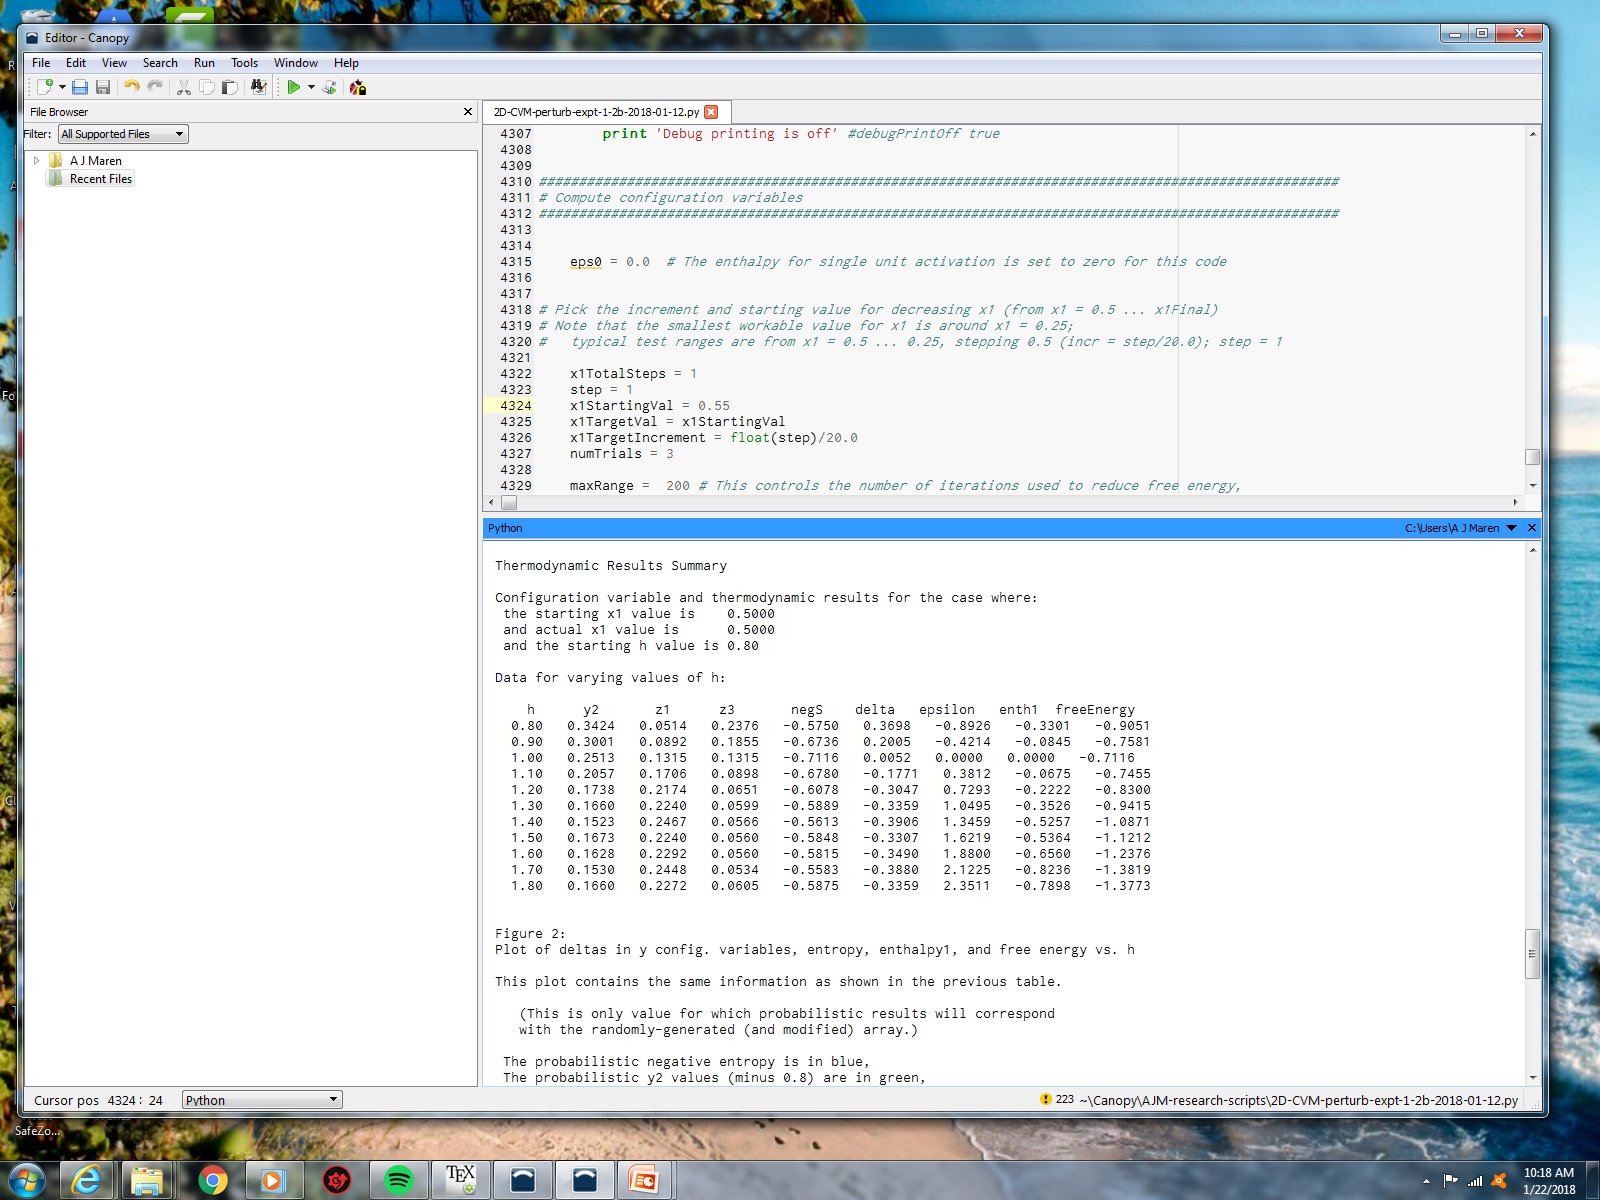 Editor - Canopy
File Edit View Search Run Tools Window Help
File Browser
Filter: All Supported Files
A J Maren
Recent Files
2D-CVM-perturb-expt-1-2b-2018-01-12.py
4307 print 'Debug printing is off' #debugPrintOff true
4308
4309
4310 ####################################################################################################
4311 # Compute configuration variables
4312 ####################################################################################################
4313
4314
4315 eps0 = 0.0 # The enthalpy for single unit activation is set to zero for this code
4316
4317
4318 # Pick the increment and starting value for decreasing x1 (from x1 = 0.5 ... x1Final)
4319 # Note that the smallest workable value for x1 is around x1 = 0.25;
4320 # typical test ranges are from x1 = 0.5 ... 0.25, stepping 0.5 (incr = step/20.0); step = 1
4321
4322 x1TotalSteps = 1
4323 step = 1
4324 x1StartingVal = 0.55
4325 x1TargetVal = x1StartingVal
4326 x1TargetIncrement = float(step)/20.0
4327 numTrials = 3
4328
4329 maxRange = 200 # This controls the number of iterations used to reduce free energy,
Python C:\Users\A J Maren
Thermodynamic Results Summary
Configuration variable and thermodynamic results for the case where:
the starting x1 value is 0.5000
and actual x1 value is 0.5000
and the starting h value is 0.80
Data for varying values of h:
h y2 z1 z3 negS delta epsilon enth1 freeEnergy
0.80 0.3424 0.0514 0.2376 -0.5750 0.3698 -0.8926 -0.3301 -0.9051
0.90 0.3001 0.0892 0.1855 -0.6736 0.2005 -0.4214 -0.0845 -0.7581
1.00 0.2513 0.1315 0.1315 -0.7116 0.0052 0.0000 0.0000 -0.7116
1.10 0.2057 0.1706 0.0898 -0.6780 -0.1771 0.3812 -0.0675 -0.7455
1.20 0.1738 0.2174 0.0651 -0.6078 -0.3047 0.7293 -0.2222 -0.8300
1.30 0.1660 0.2240 0.0599 -0.5889 -0.3359 1.0495 -0.3526 -0.9415
1.40 0.1523 0.2467 0.0566 -0.5613 -0.3906 1.3459 -0.5257 -1.0871
1.50 0.1673 0.2240 0.0560 -0.5848 -0.3307 1.6219 -0.5364 -1.1212
1.60 0.1628 0.2292 0.0560 -0.5815 -0.3490 1.8800 -0.6560 -1.2376
1.70 0.1530 0.2448 0.0534 -0.5583 -0.3880 2.1225 -0.8236 -1.3819
1.80 0.1660 0.2272 0.0605 -0.5875 -0.3359 2.3511 -0.7898 -1.3773
Figure 2:
Plot of deltas in y config. variables, entropy, enthalpy1, and free energy vs. h
This plot contains the same information as shown in the previous table.
(This is only value for which probabilistic results will correspond
with the randomly-generated (and modified) array.)
The probabilistic negative entropy is in blue,
The probabilistic y2 values (minus 0.8) are in green,
Cursor pos 4324 : 24 Python 223 ~\Canopy\AJM-research-scripts\2D-CVM-perturb-expt-1-2b-2018-01-12.py
SafeZo...
TEX
10:18 AM
1/22/2018